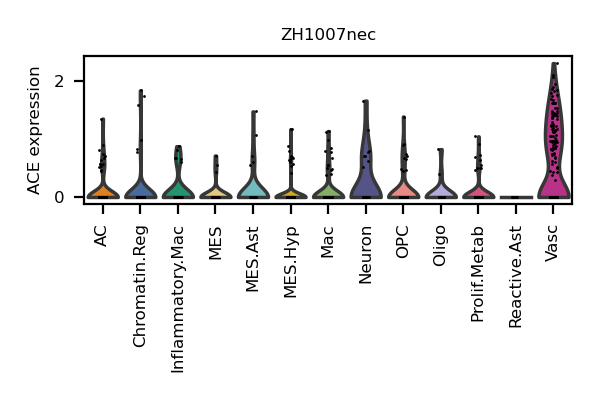 ZH1007nec
ACE expression
2
0
AC
Chromatin.Reg
Inflammatory.Mac
MES
MES.Ast
MES.Hyp
Mac
Neuron
OPC
Oligo
Prolif.Metab
Reactive.Ast
Vasc